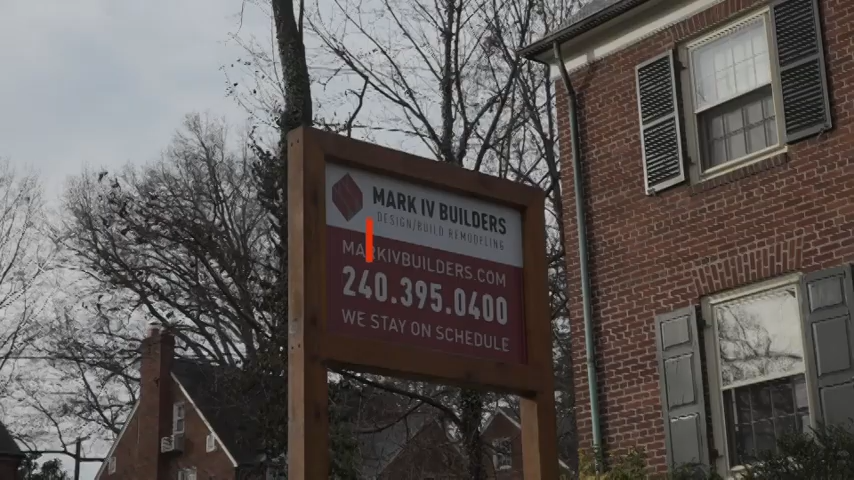 MARK IV BUILDERS
DESIGN/BUILD REMODELING
MARKIVBUILDERS.COM
240.395.0400
WE STAY ON SCHEDULE